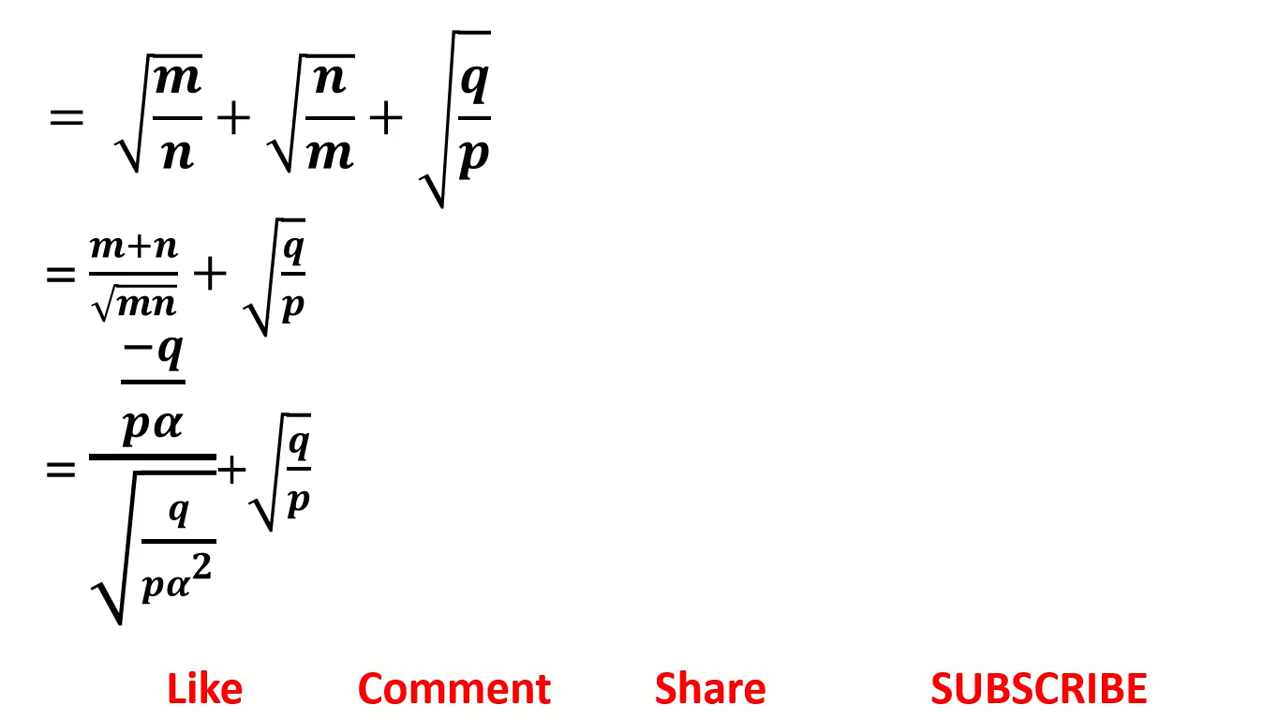 = √(m/n) + √(n/m) + √(q/p)
= (m+n)/√(mn) + √(q/p)
= (−q/(pα))/√(q/(pα²)) + √(q/p)
Like Comment Share SUBSCRIBE